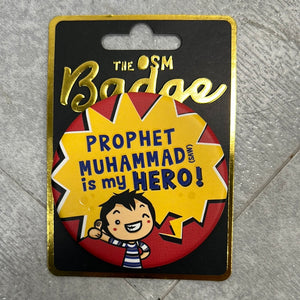 THE OSM
Badge
PROPHET
MUHAMMAD (SAW)
is my HERO!